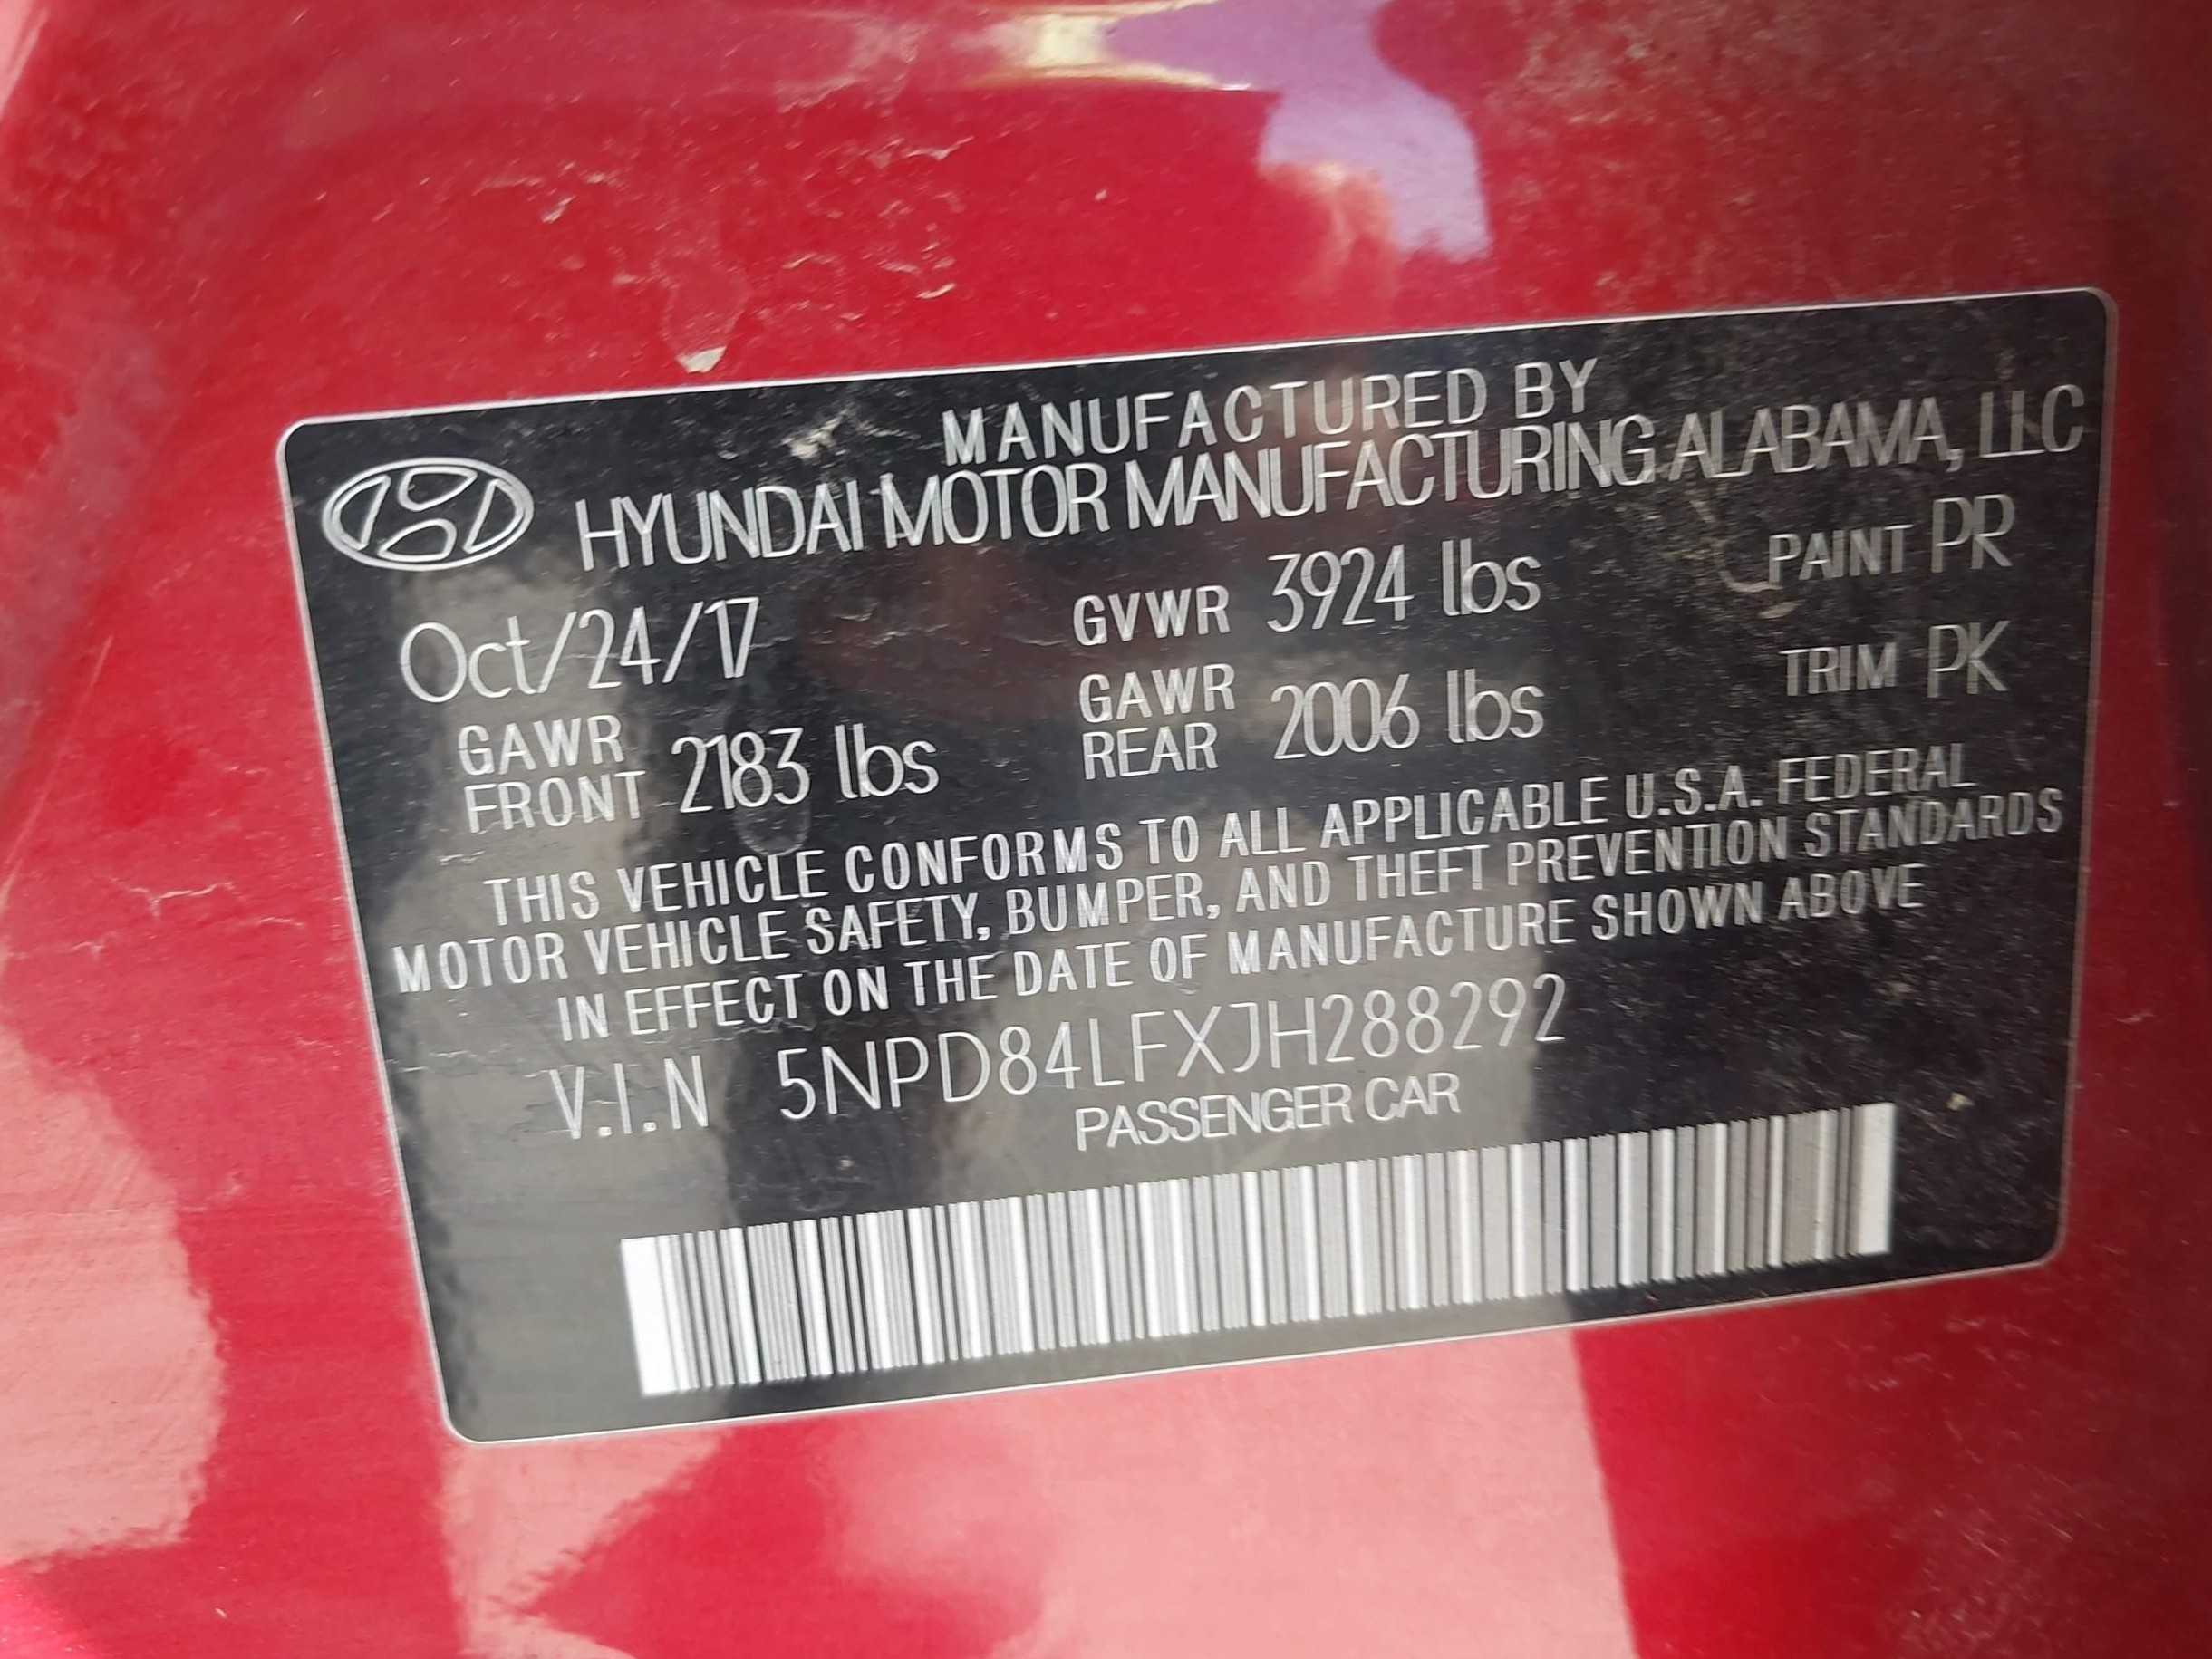 MANUFACTURED BY
HYUNDAI MOTOR MANUFACTURING ALABAMA, LLC
Oct/24/17 GVWR 3924 lbs PAINT PR
GAWR FRONT 2183 lbs GAWR REAR 2006 lbs TRIM PK
THIS VEHICLE CONFORMS TO ALL APPLICABLE U.S.A. FEDERAL
MOTOR VEHICLE SAFETY, BUMPER, AND THEFT PREVENTION STANDARDS
IN EFFECT ON THE DATE OF MANUFACTURE SHOWN ABOVE
V.I.N 5NPD84LFXJH288292
PASSENGER CAR